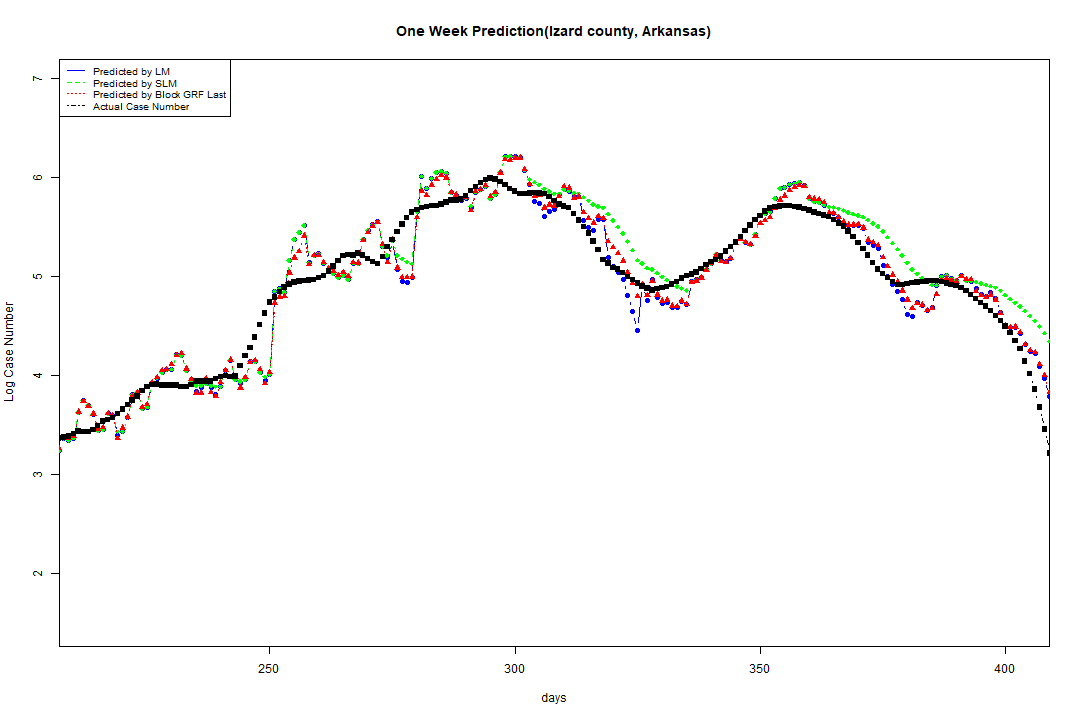 One Week Prediction(Izard county, Arkansas)
Predicted by LM
Predicted by SLM
Predicted by Block GRF Last
Actual Case Number
7
6
5
4
3
2
Log Case Number
250 300 350 400
days